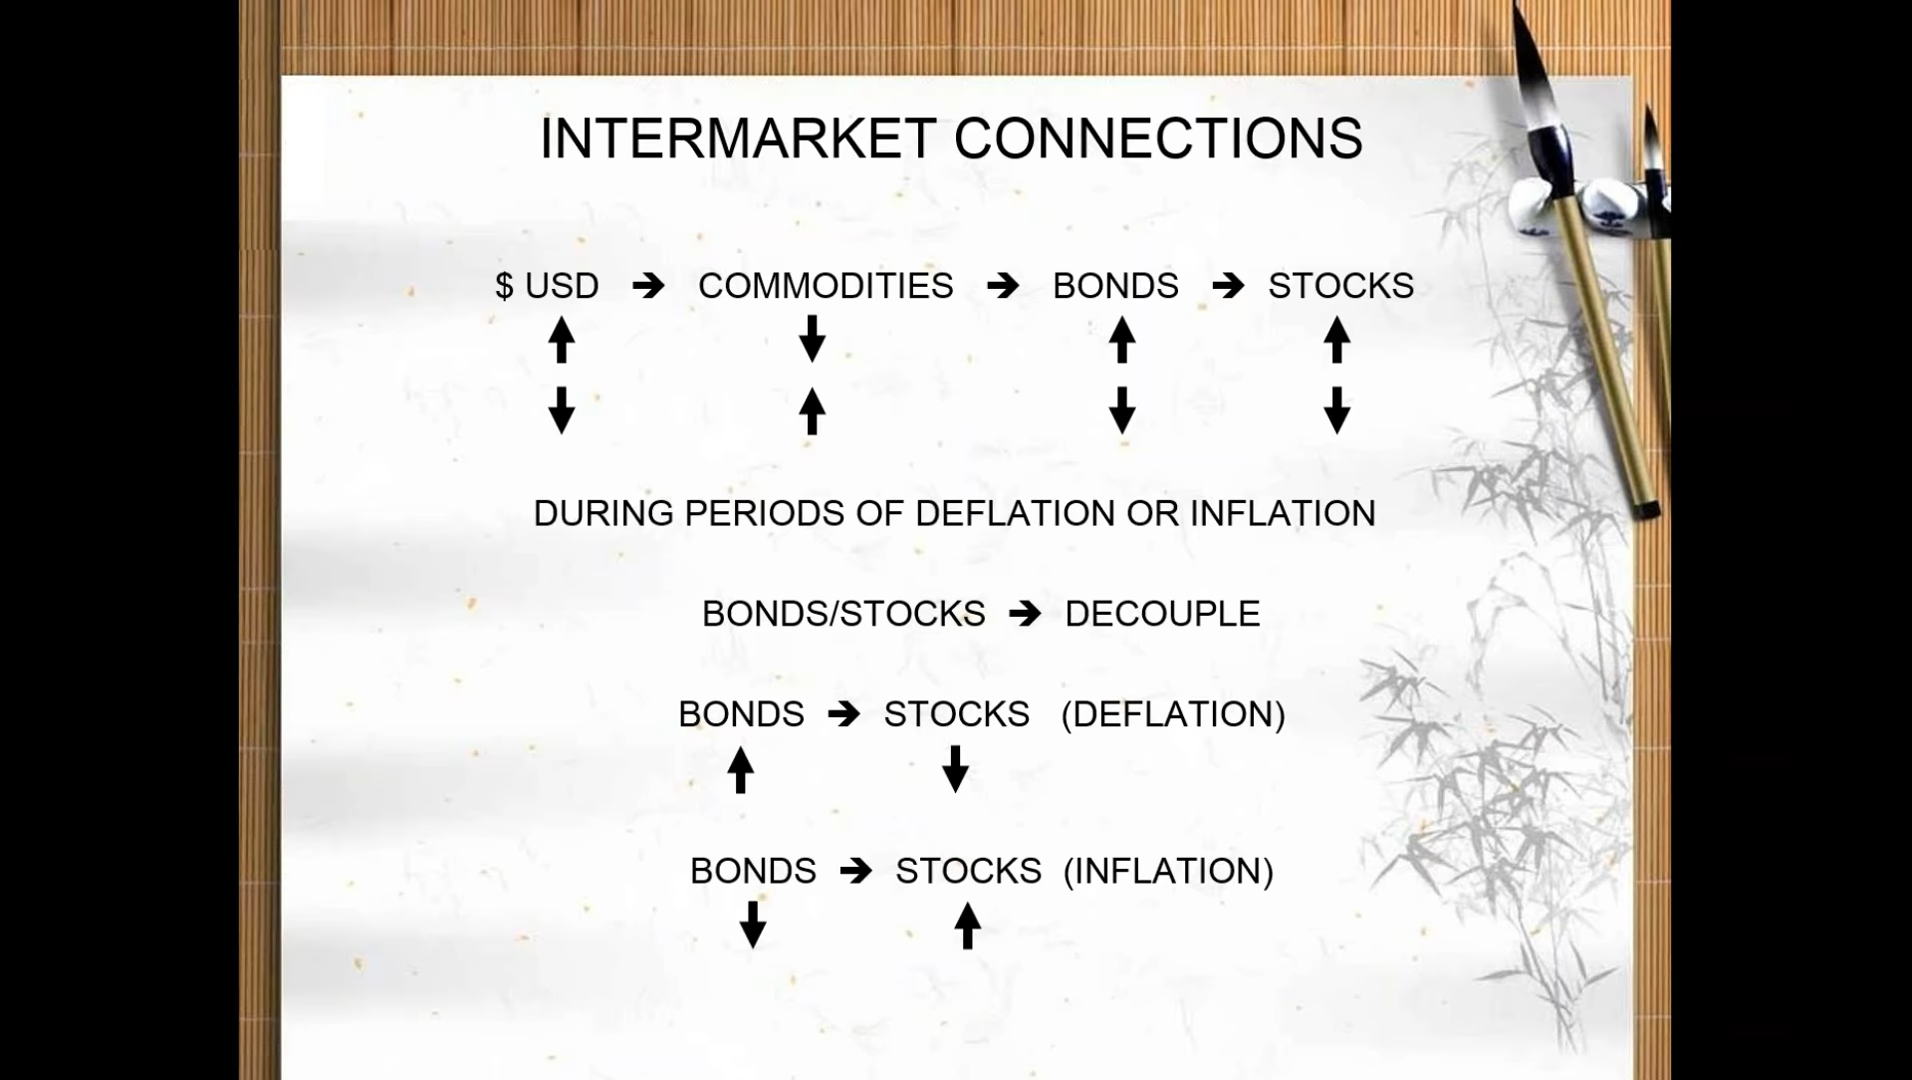 INTERMARKET CONNECTIONS
$ USD ➔ COMMODITIES ➔ BONDS ➔ STOCKS
DURING PERIODS OF DEFLATION OR INFLATION
BONDS/STOCKS ➔ DECOUPLE
BONDS ➔ STOCKS (DEFLATION)
BONDS ➔ STOCKS (INFLATION)